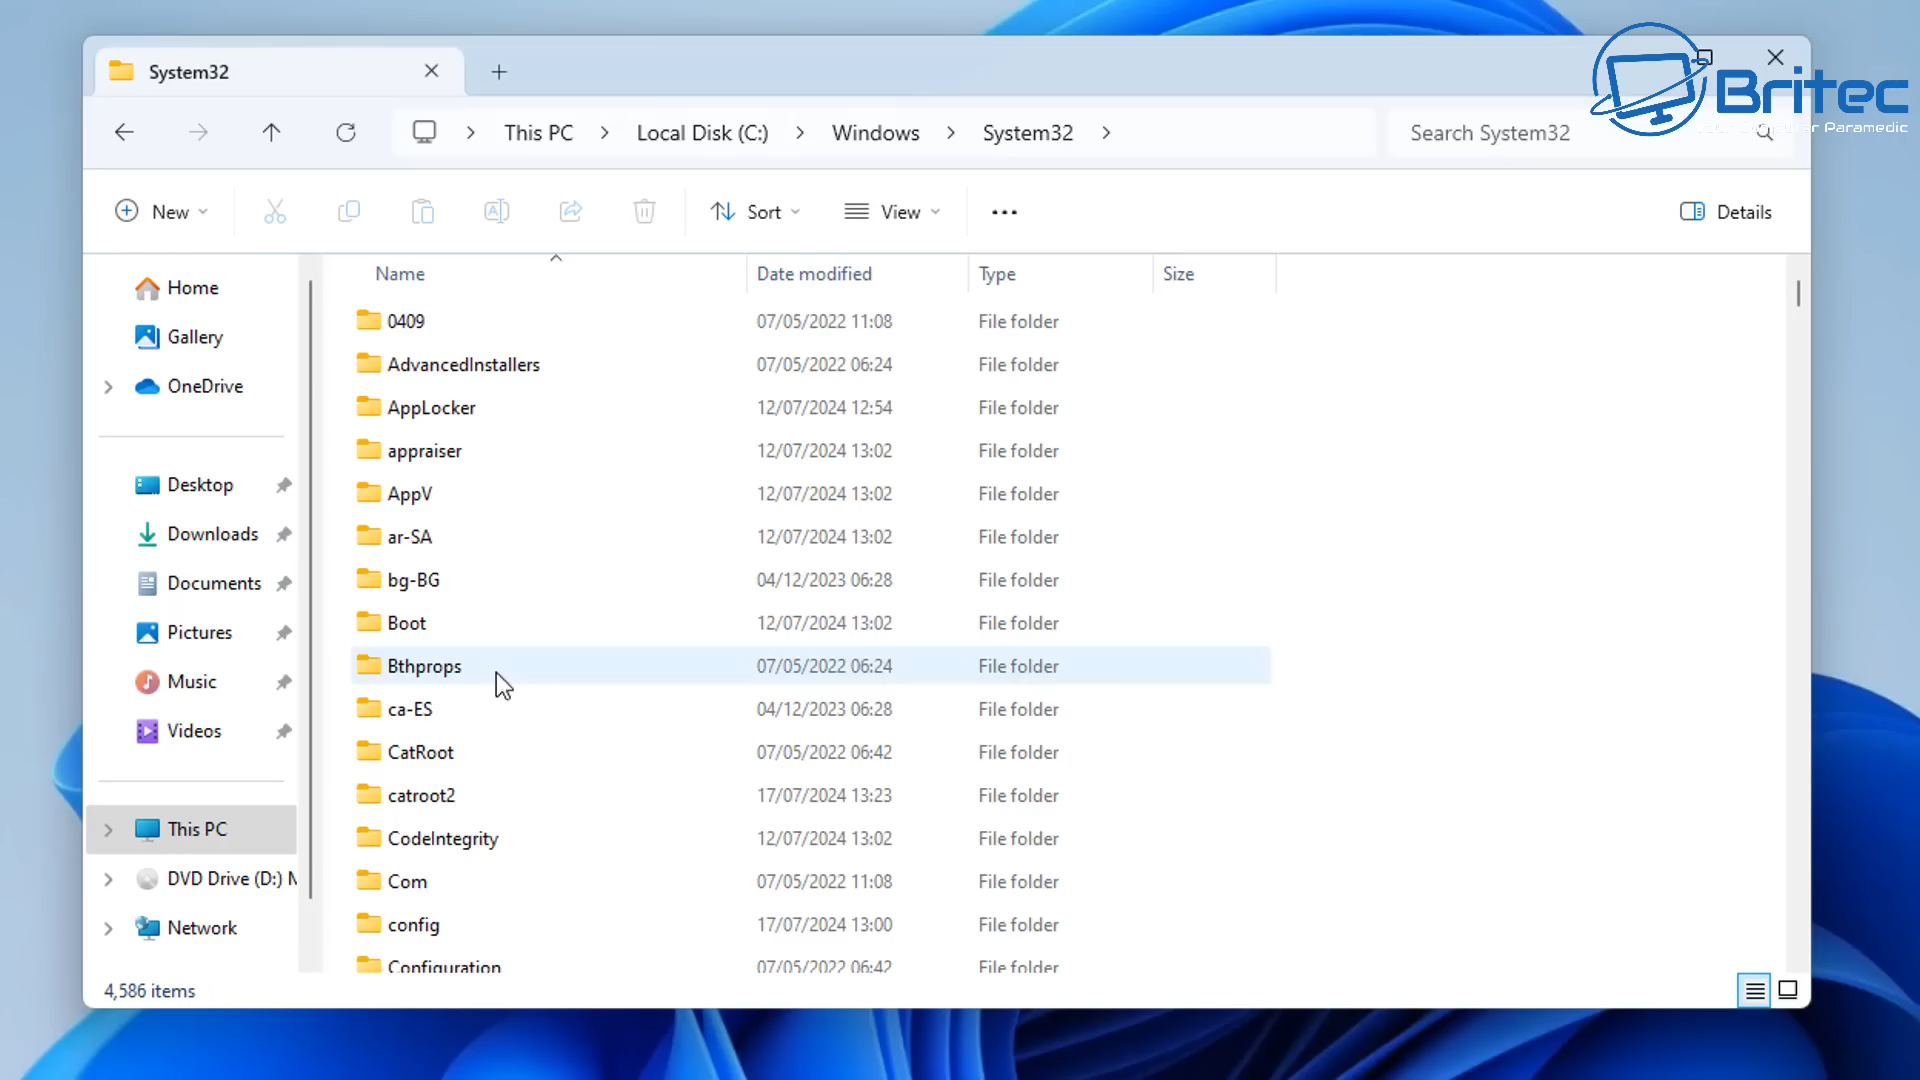 System32
Britec
This PC
Local Disk (C:)
Windows
System32
Search System32
Paramedic
New
Sort
View
Details
Name
Date modified
Type
Size
Home
Gallery
OneDrive
Desktop
Downloads
Documents
Pictures
Music
Videos
This PC
DVD Drive (D:)
Network
0409 07/05/2022 11:08 File folder
AdvancedInstallers 07/05/2022 06:24 File folder
AppLocker 12/07/2024 12:54 File folder
appraiser 12/07/2024 13:02 File folder
AppV 12/07/2024 13:02 File folder
ar-SA 12/07/2024 13:02 File folder
bg-BG 04/12/2023 06:28 File folder
Boot 12/07/2024 13:02 File folder
Bthprops 07/05/2022 06:24 File folder
ca-ES 04/12/2023 06:28 File folder
CatRoot 07/05/2022 06:42 File folder
catroot2 17/07/2024 13:23 File folder
CodeIntegrity 12/07/2024 13:02 File folder
Com 07/05/2022 11:08 File folder
config 17/07/2024 13:00 File folder
Configuration 07/05/2022 06:42 File folder
4,586 items